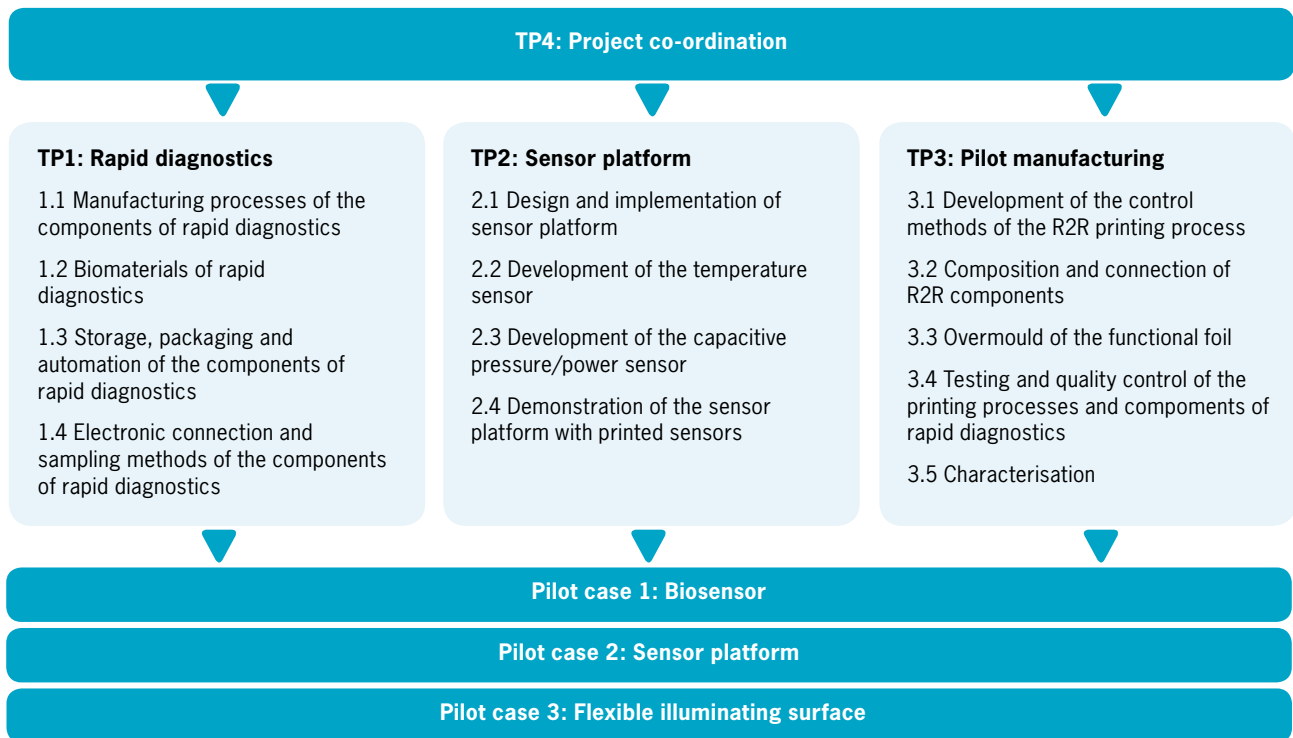 TP4: Project co-ordination
TP1: Rapid diagnostics
1.1 Manufacturing processes of the
components of rapid diagnostics
1.2 Biomaterials of rapid
diagnostics
1.3 Storage, packaging and
automation of the components of
rapid diagnostics
1.4 Electronic connection and
sampling methods of the components
of rapid diagnostics
TP2: Sensor platform
2.1 Design and implementation of
sensor platform
2.2 Development of the temperature
sensor
2.3 Development of the capacitive
pressure/power sensor
2.4 Demonstration of the sensor
platform with printed sensors
TP3: Pilot manufacturing
3.1 Development of the control
methods of the R2R printing process
3.2 Composition and connection of
R2R components
3.3 Overmould of the functional foil
3.4 Testing and quality control of the
printing processes and compoments of
rapid diagnostics
3.5 Characterisation
Pilot case 1: Biosensor
Pilot case 2: Sensor platform
Pilot case 3: Flexible illuminating surface